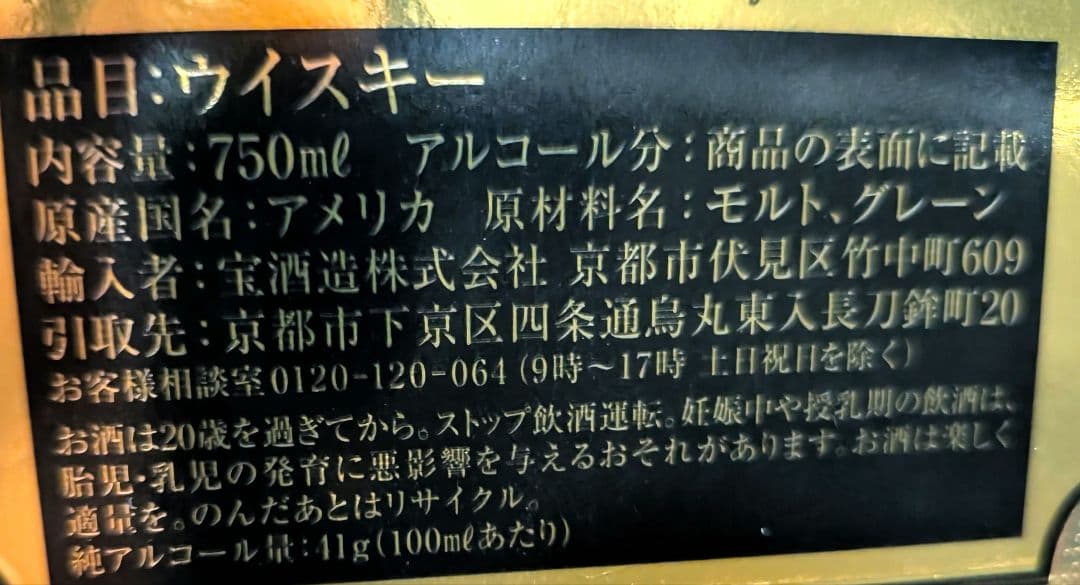 品目:ウイスキー
内容量:750mℓ アルコール分:商品の表面に記載
原産国名:アメリカ 原材料名:モルト、グレーン
輸入者:宝酒造株式会社 京都市伏見区竹中町609
引取先:京都市下京区四条通烏丸東入長刀鉾町20
お客様相談室0120-120-064(9時〜17時 土日祝日を除く)
お酒は20歳を過ぎてから。ストップ飲酒運転。妊娠中や授乳期の飲酒は、
胎児・乳児の発育に悪影響を与えるおそれがあります。お酒は楽しく
適量を。のんだあとはリサイクル。
純アルコール量:41g(100mℓあたり)